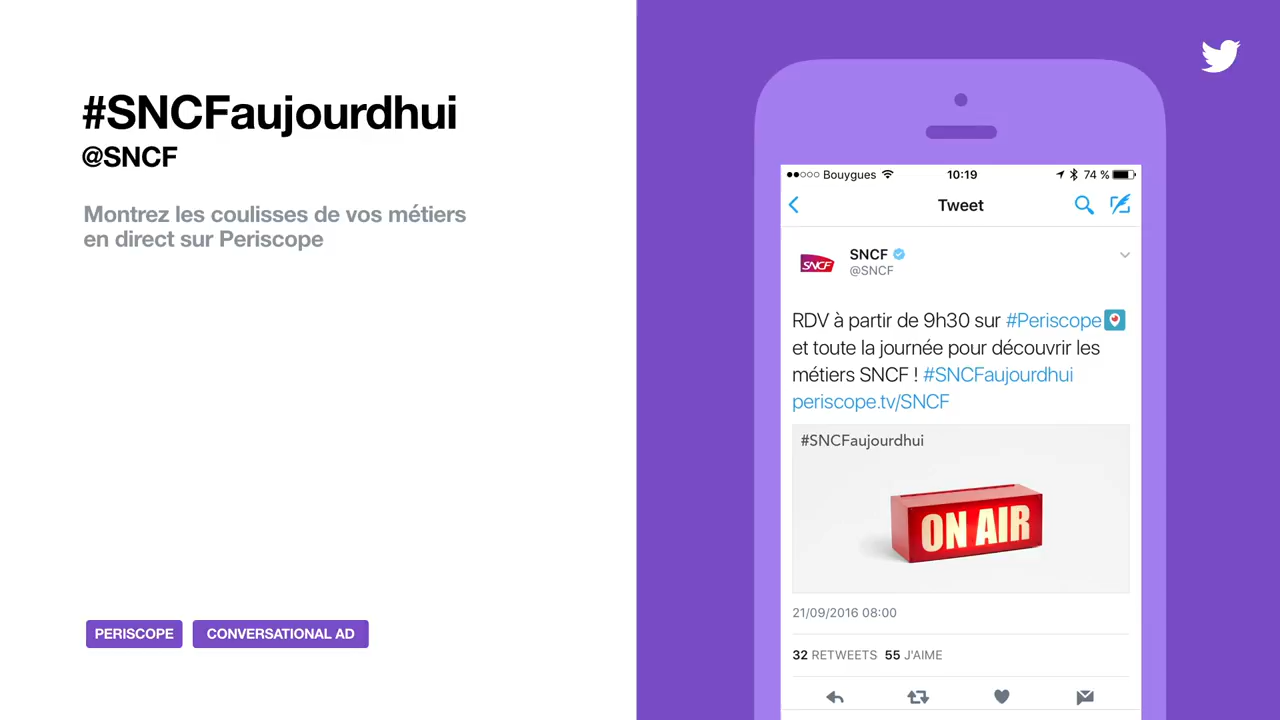 #SNCFaujourdhui
@SNCF
Montrez les coulisses de vos métiers
en direct sur Periscope
PERISCOPE
CONVERSATIONAL AD
Bouygues 10:19 74 %
Tweet
SNCF
SNCF
@SNCF
RDV à partir de 9h30 sur #Periscope
et toute la journée pour découvrir les
métiers SNCF ! #SNCFaujourdhui
periscope.tv/SNCF
#SNCFaujourdhui
ON AIR
21/09/2016 08:00
32 RETWEETS 55 J'AIME